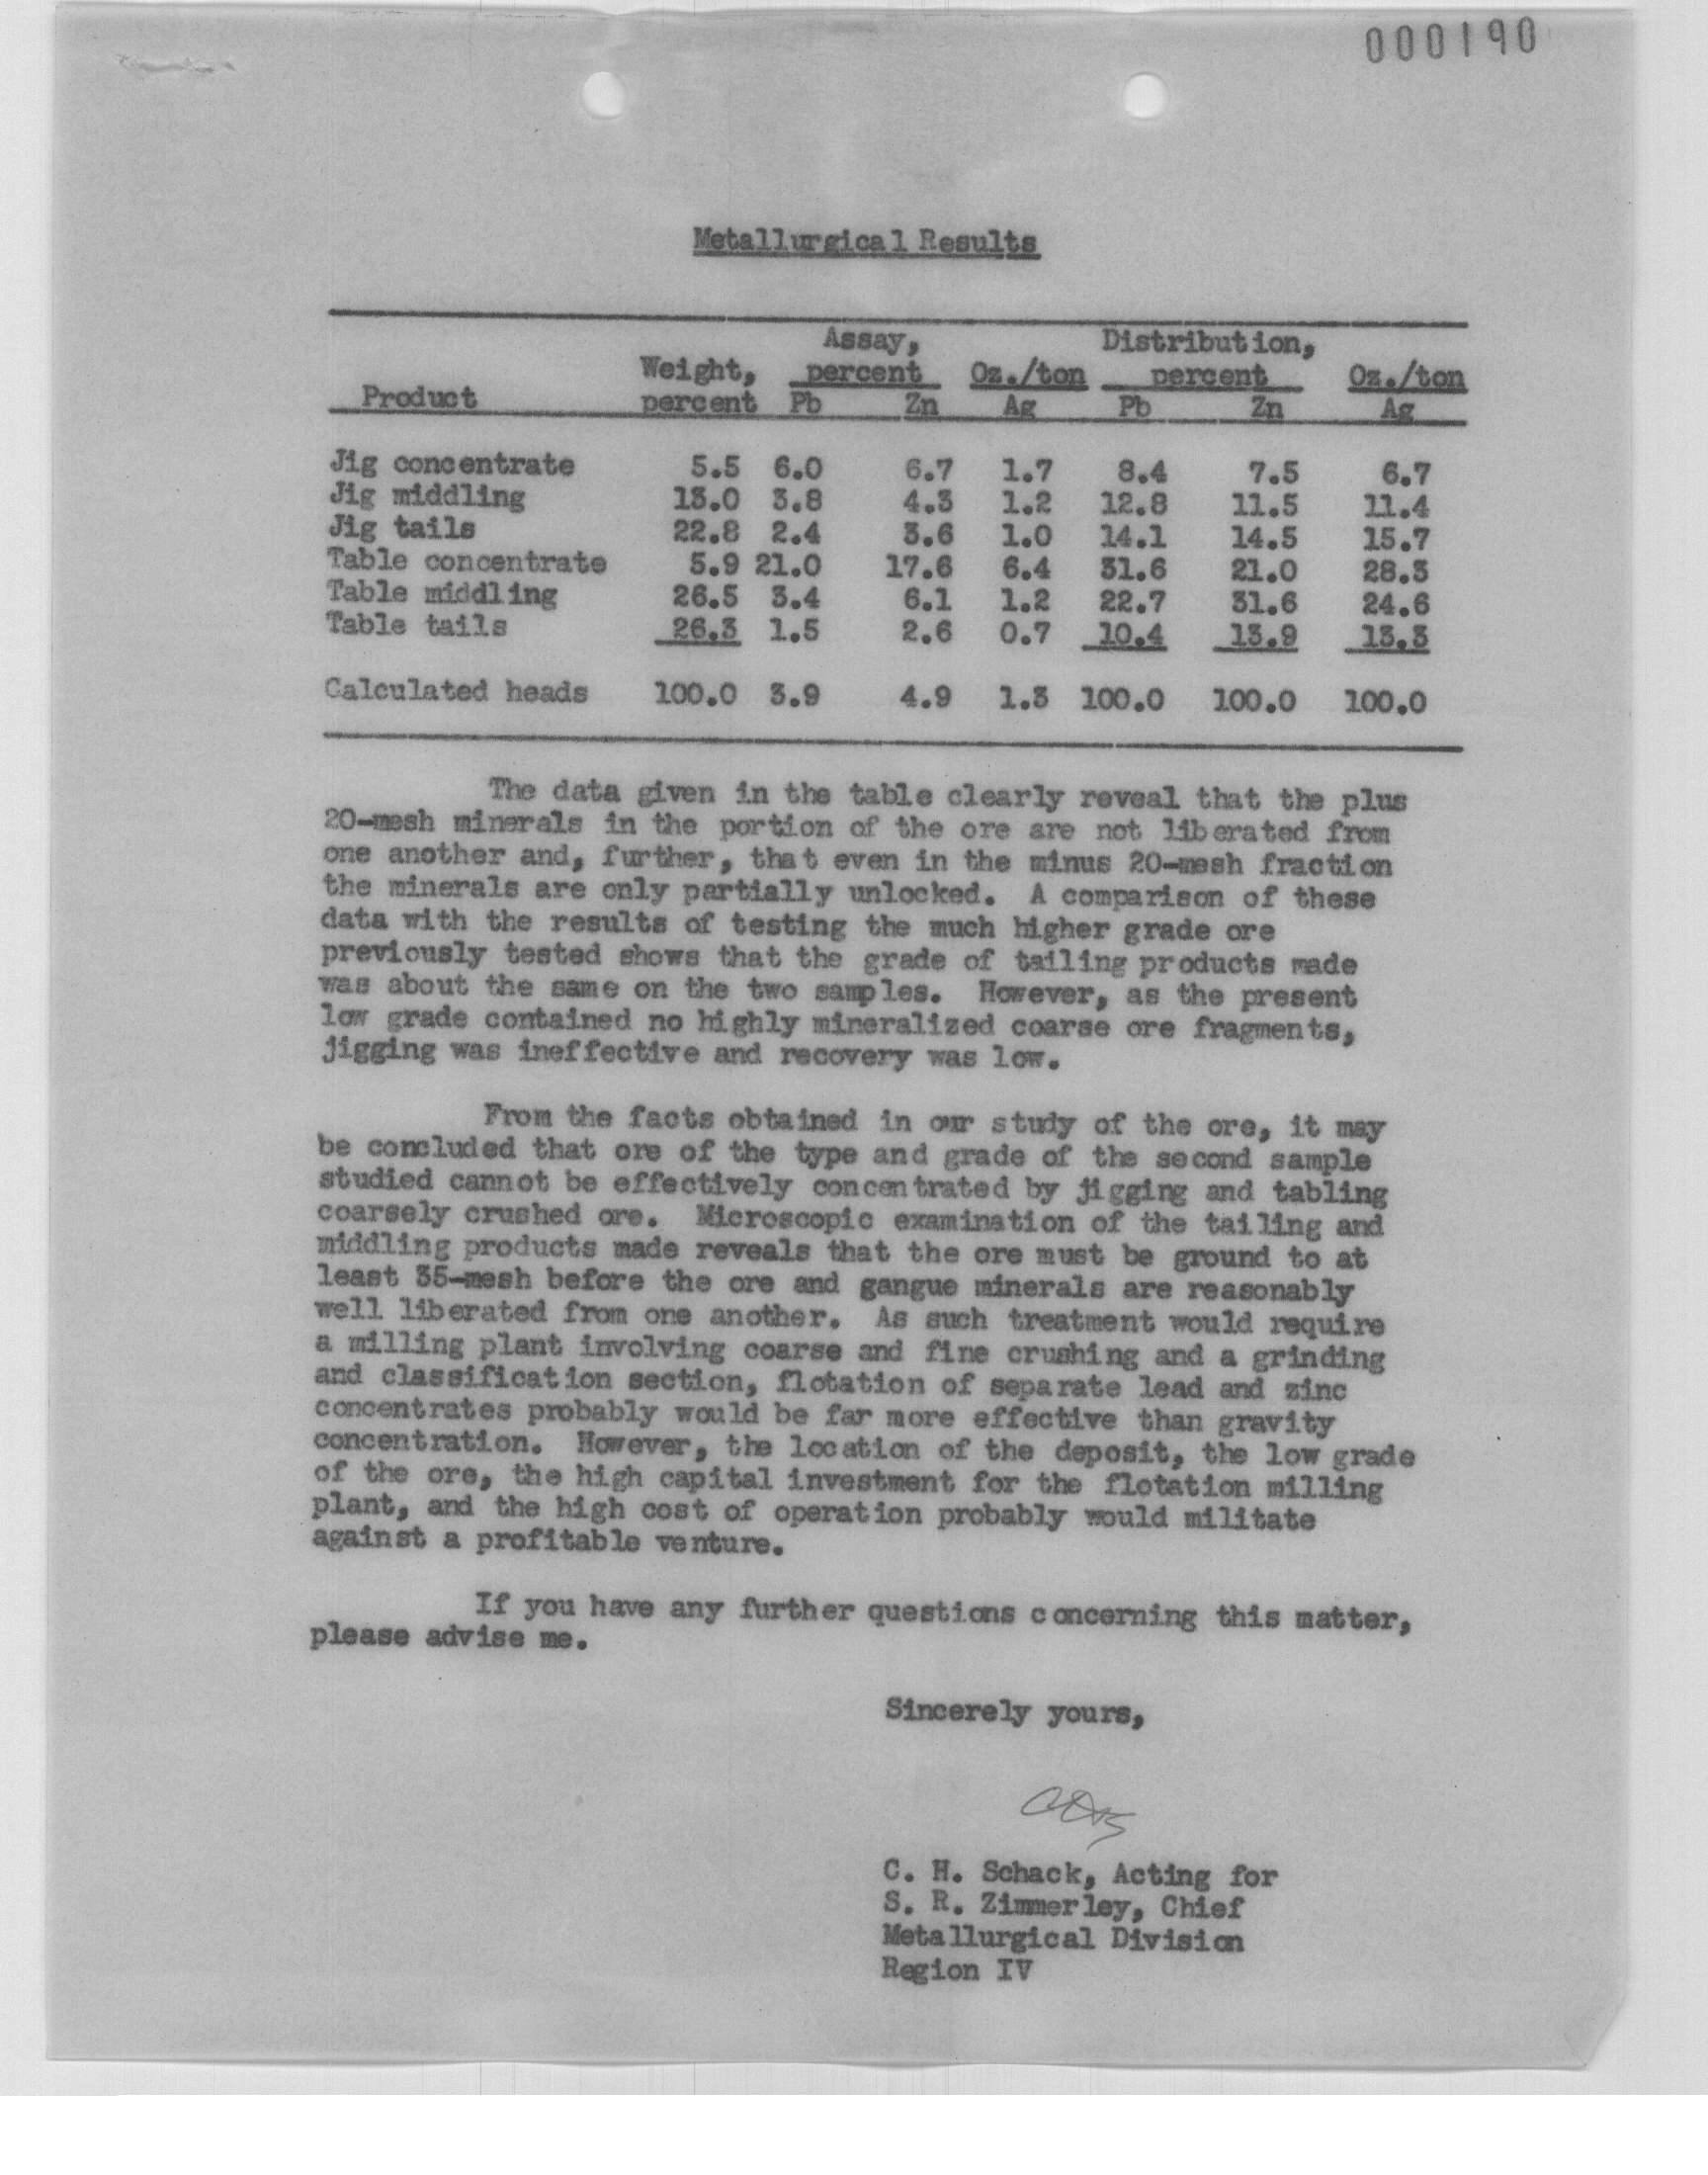 000190
Metallurgical Results
Assay, Distribution,
Weight, percent Oz./ton percent Oz./ton
Product percent Pb Zn Ag Pb Zn Ag
Jig concentrate 5.5 6.0 6.7 1.7 8.4 7.5 6.7
Jig middling 13.0 3.8 4.3 1.2 12.8 11.5 11.4
Jig tails 22.8 2.4 3.6 1.0 14.1 14.5 15.7
Table concentrate 5.9 21.0 17.6 6.4 31.6 21.0 28.3
Table middling 26.5 3.4 6.1 1.2 22.7 31.6 24.6
Table tails 26.3 1.5 2.6 0.7 10.4 13.9 13.3
Calculated heads 100.0 3.9 4.9 1.3 100.0 100.0 100.0
The data given in the table clearly reveal that the plus
20-mesh minerals in the portion of the ore are not liberated from
one another and, further, that even in the minus 20-mesh fraction
the minerals are only partially unlocked. A comparison of these
data with the results of testing the much higher grade ore
previously tested shows that the grade of tailing products made
was about the same on the two samples. However, as the present
low grade contained no highly mineralized coarse ore fragments,
jigging was ineffective and recovery was low.
From the facts obtained in our study of the ore, it may
be concluded that ore of the type and grade of the second sample
studied cannot be effectively concentrated by jigging and tabling
coarsely crushed ore. Microscopic examination of the tailing and
middling products made reveals that the ore must be ground to at
least 35-mesh before the ore and gangue minerals are reasonably
well liberated from one another. As such treatment would require
a milling plant involving coarse and fine crushing and a grinding
and classification section, flotation of separate lead and zinc
concentrates probably would be far more effective than gravity
concentration. However, the location of the deposit, the low grade
of the ore, the high capital investment for the flotation milling
plant, and the high cost of operation probably would militate
against a profitable venture.
If you have any further questions concerning this matter,
please advise me.
Sincerely yours,
C. H. Schack, Acting for
S. R. Zimmerley, Chief
Metallurgical Division
Region IV